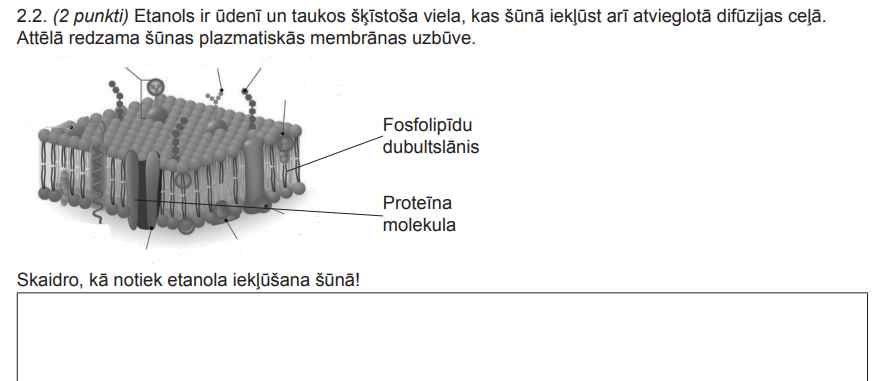 2.2. (2 punkti) Etanols ir ūdenī un taukos šķīstoša viela, kas šūnā iekļūst arī atvieglotā difūzijas ceļā.
Attēlā redzama šūnas plazmatiskās membrānas uzbūve.
Fosfolipīdu
dubultslānis
Proteīna
molekula
Skaidro, kā notiek etanola iekļūšana šūnā!